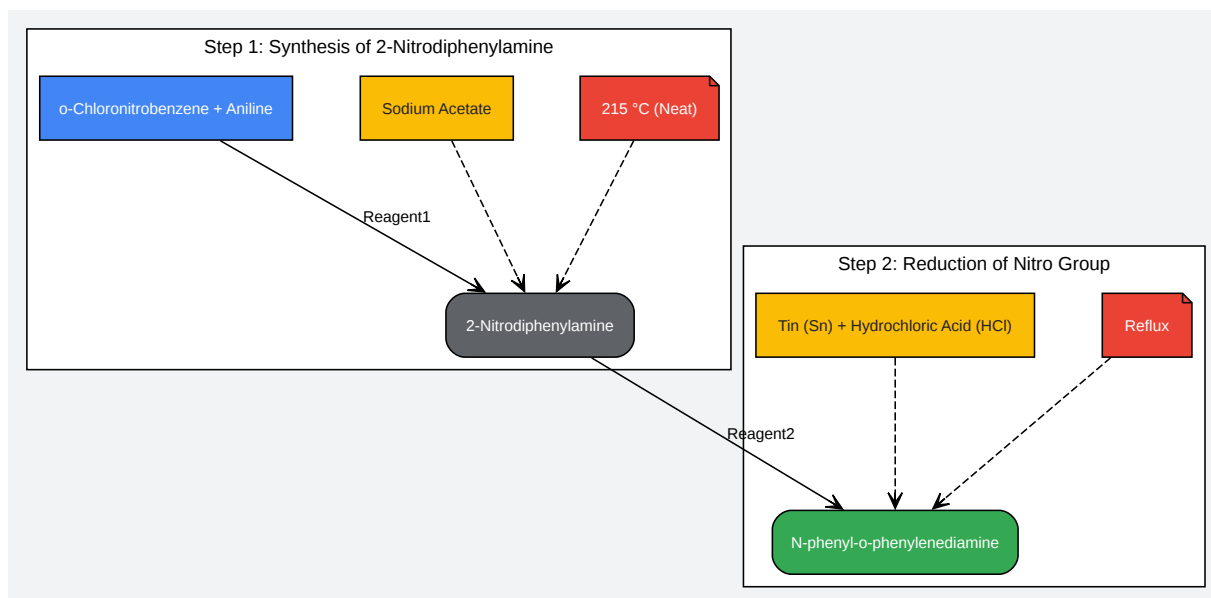 Step 1: Synthesis of 2-Nitrodiphenylamine
o-Chloronitrobenzene + Aniline
Sodium Acetate
215 °C (Neat)
Reagent1
2-Nitrodiphenylamine
Step 2: Reduction of Nitro Group
Tin (Sn) + Hydrochloric Acid (HCl)
Reflux
Reagent2
N-phenyl-o-phenylenediamine